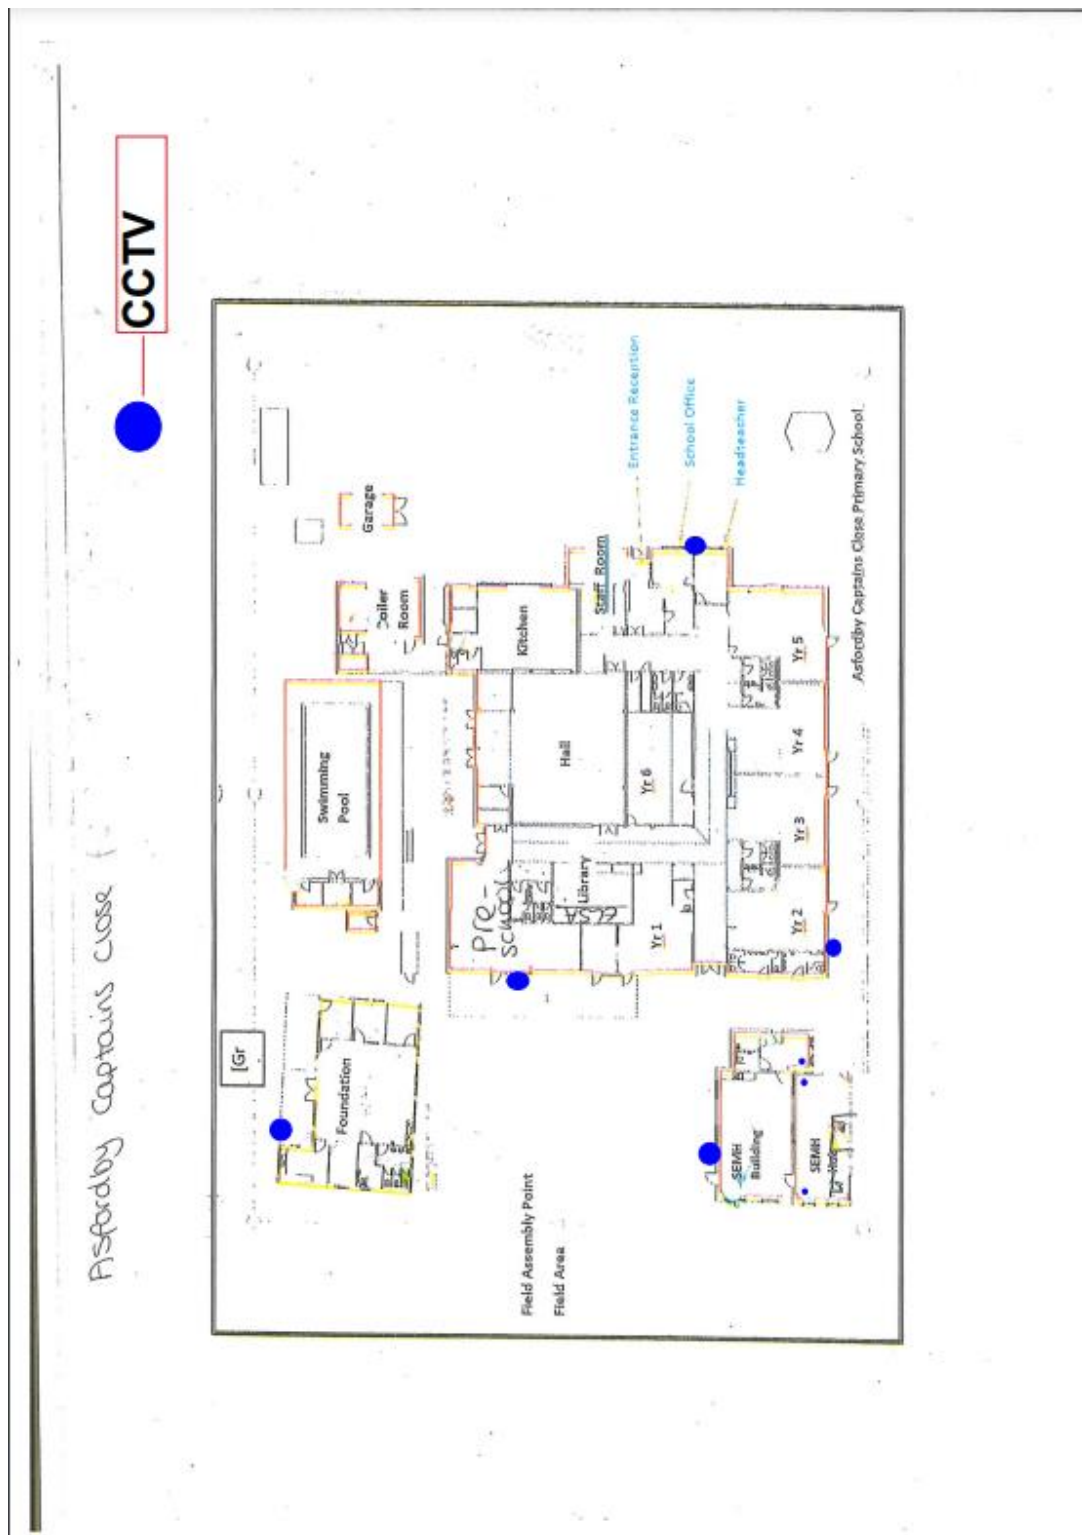 Asfordby Captains Close
CCTV
[Gr
Swimming
Pool
Boiler
Room
Garage
Foundation
Pre-
school
Hall
Kitchen
Staff Room
Entrance Reception
School Office
Headteacher
Library
ELSA
Yr 1
Yr 6
Yr 2
Yr 3
Yr 4
Yr 5
SEMH
Building
SEMH
Field Assembly Point
Field Area
Asfordby Captains Close Primary School